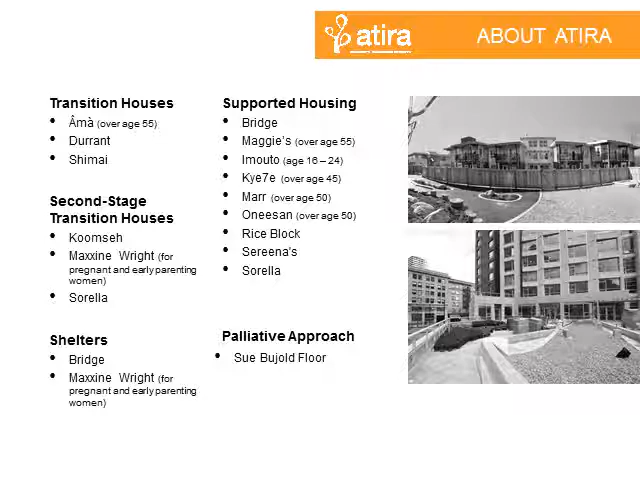 atira
ABOUT ATIRA
Transition Houses
• Âmà (over age 55)
• Durrant
• Shimai
Second-Stage
Transition Houses
• Koomseh
• Maxxine Wright (for
pregnant and early parenting
women)
• Sorella
Shelters
• Bridge
• Maxxine Wright (for
pregnant and early parenting
women)
Supported Housing
• Bridge
• Maggie's (over age 55)
• Imouto (age 16 – 24)
• Kye7e (over age 45)
• Marr (over age 50)
• Oneesan (over age 50)
• Rice Block
• Sereena's
• Sorella
Palliative Approach
• Sue Bujold Floor